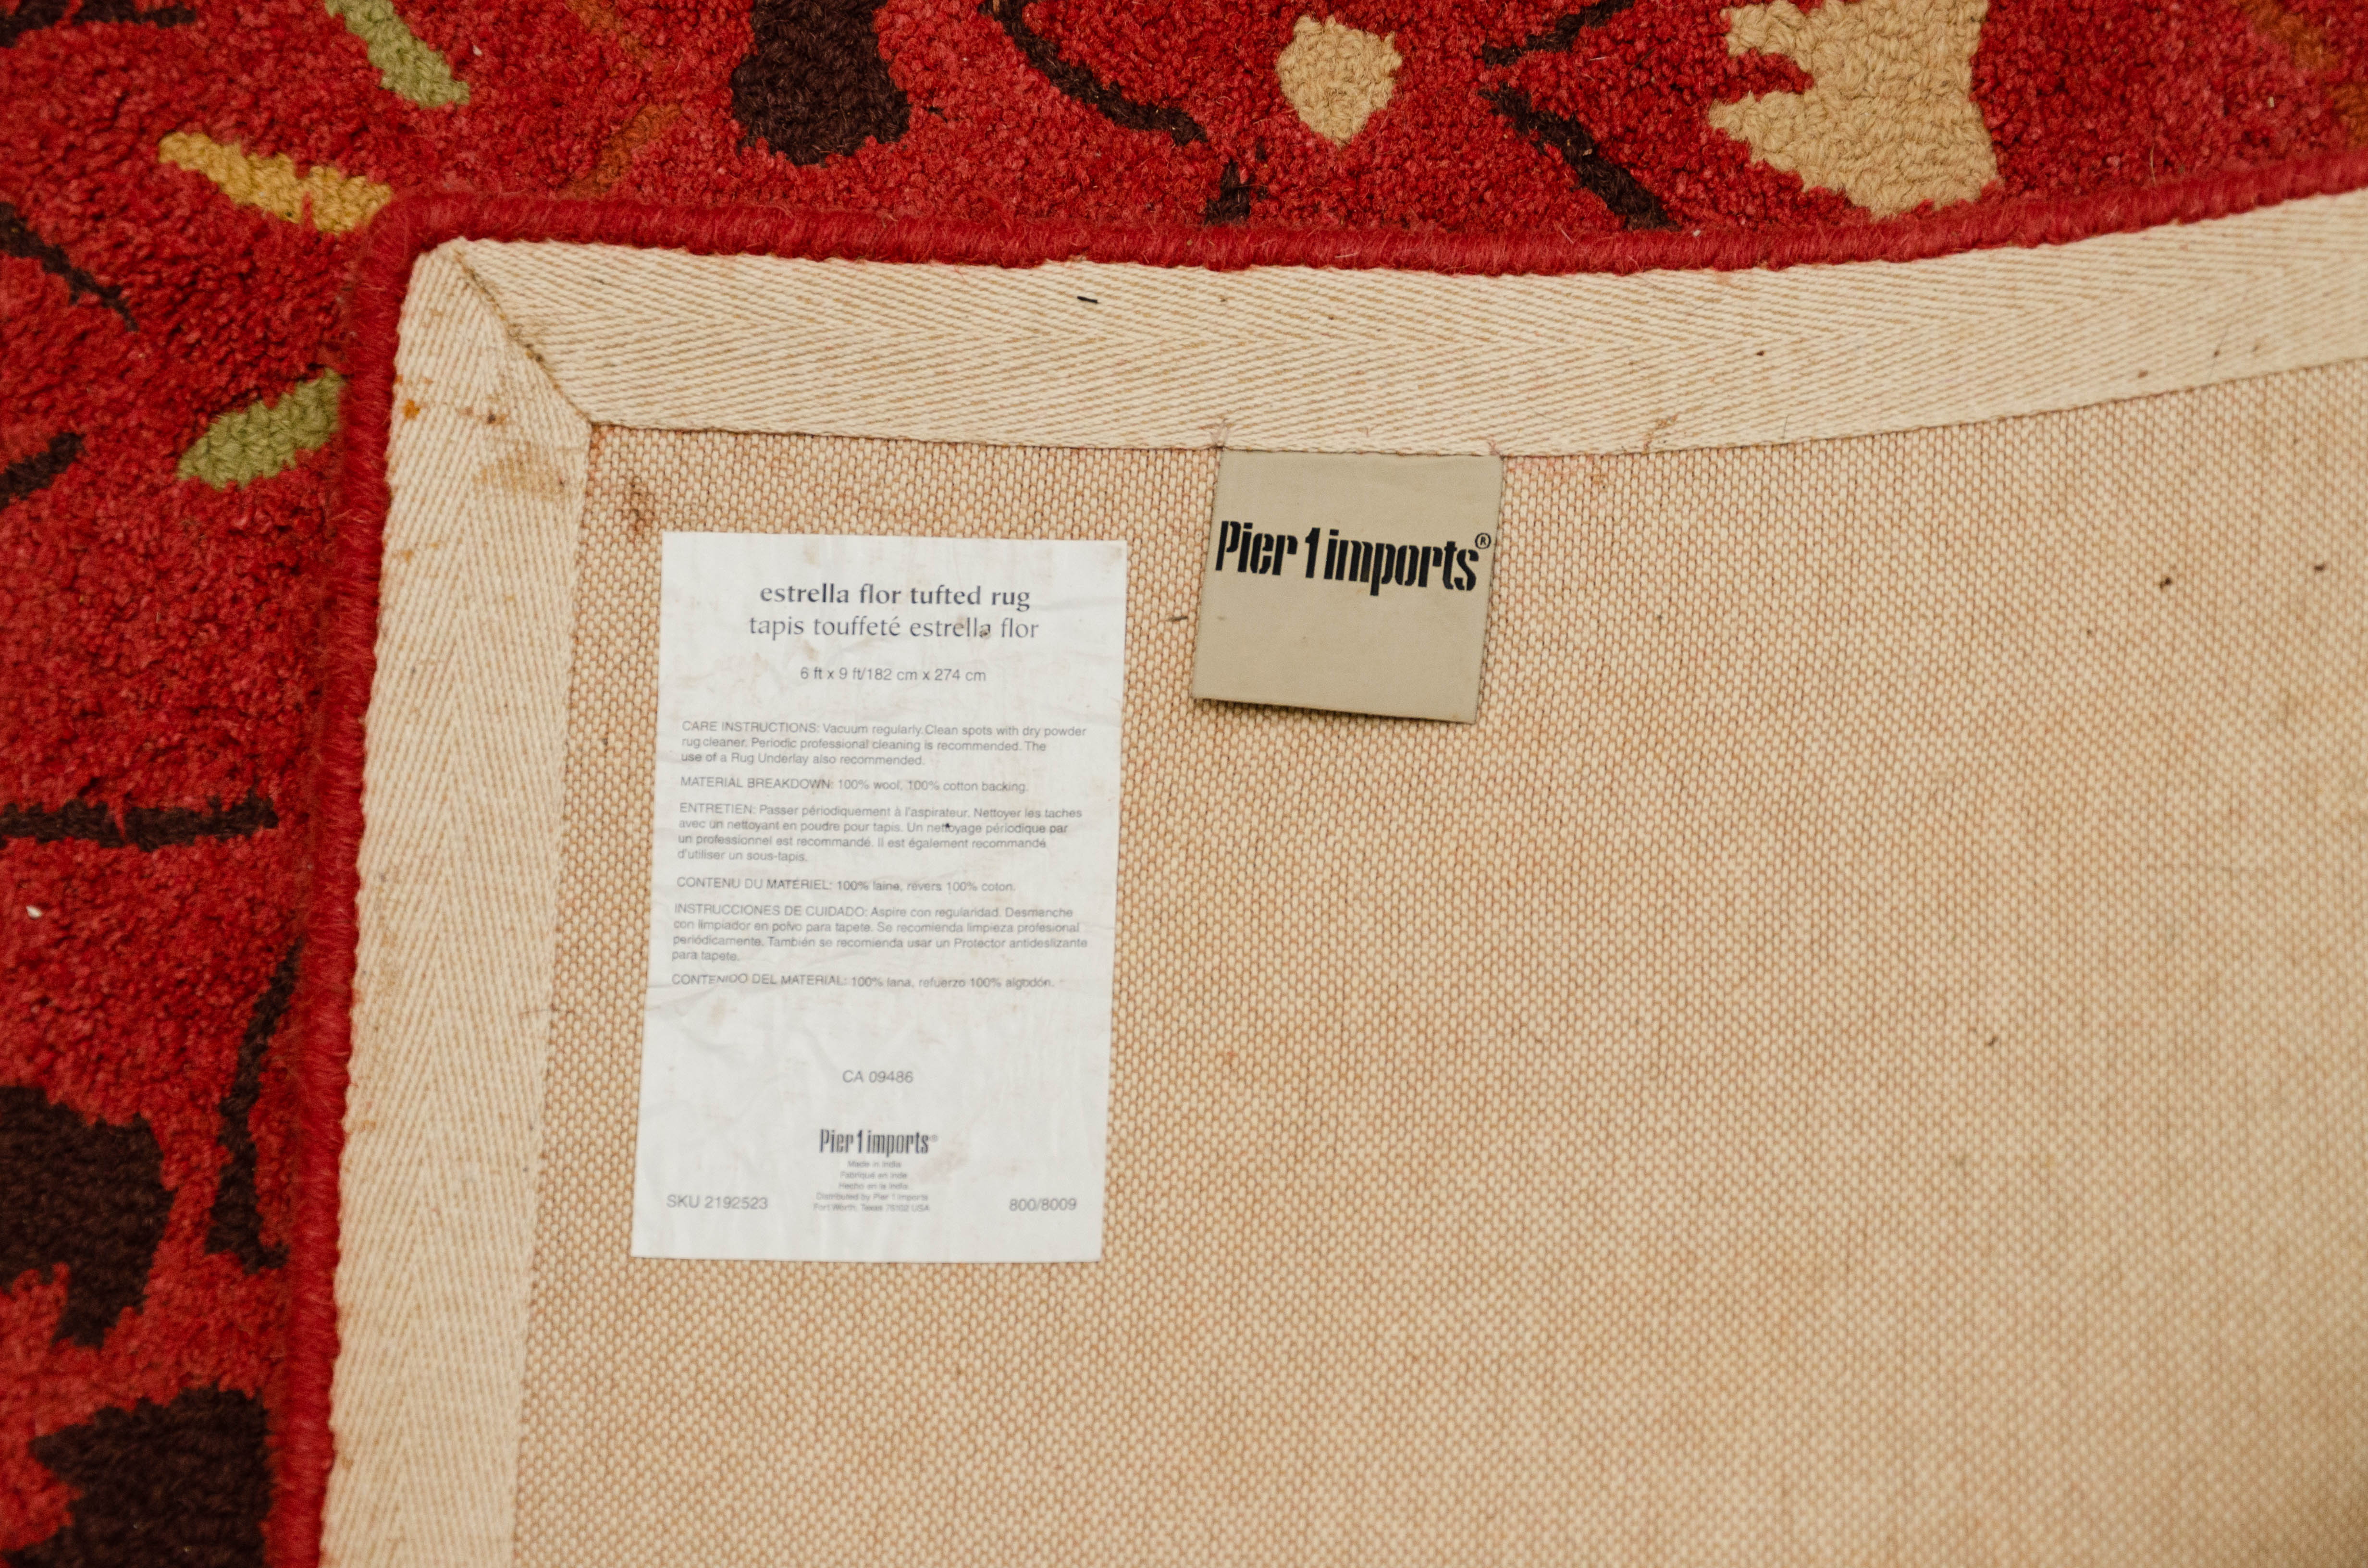 estrella flor tufted rug
tapis touffeté estrella flor
6 ft x 9 ft/182 cm x 274 cm
CARE INSTRUCTIONS: Vacuum regularly. Clean spots with dry powder
rug cleaner. Periodic professional cleaning is recommended. The
use of a Rug Underlay also recommended.
MATERIAL BREAKDOWN: 100% wool, 100% cotton backing.
ENTRETIEN: Passer périodiquement à l'aspirateur. Nettoyer les taches
avec un nettoyant en poudre pour tapis. Un nettoyage périodique par
un professionnel est recommandé. Il est également recommandé
d'utiliser un sous-tapis.
CONTENU DU MATÉRIEL: 100% laine, revers 100% coton.
INSTRUCCIONES DE CUIDADO: Aspire con regularidad. Desmanche
con limpiador en polvo para tapete. Se recomienda limpieza profesional
periódicamente. También se recomienda usar un Protector antideslizante
para tapete.
CONTENIDO DEL MATERIAL: 100% lana, refuerzo 100% algodón.
CA 09486
Pier 1 imports®
Made in India
Fabriqué en Inde
Hecho en la India
Distributed by Pier 1 Imports
Fort Worth, Texas 76102 USA
SKU 2192523
800/8009
Pier 1 imports®